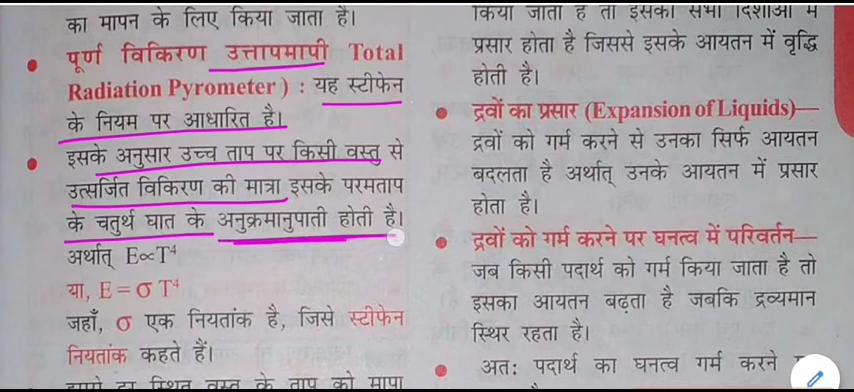 का मापन के लिए किया जाता है।
पूर्ण विकिरण उत्तापमापी Total
Radiation Pyrometer) : यह स्टीफेन
के नियम पर आधारित है।
इसके अनुसार उच्च ताप पर किसी वस्तु से
उत्सर्जित विकिरण की मात्रा इसके परमताप
के चतुर्थ घात के अनुक्रमानुपाती होती है।
अर्थात् E∝T⁴
या, E = σ T⁴
जहाँ, σ एक नियतांक है, जिसे स्टीफेन
नियतांक कहते हैं।
इससे दूर स्थित वस्तु के ताप को मापा
किया जाता है तो इसका सभी दिशाओं में
प्रसार होता है जिससे इसके आयतन में वृद्धि
होती है।
द्रवों का प्रसार (Expansion of Liquids)—
द्रवों को गर्म करने से उनका सिर्फ आयतन
बदलता है अर्थात् उनके आयतन में प्रसार
होता है।
द्रवों को गर्म करने पर घनत्व में परिवर्तन—
जब किसी पदार्थ को गर्म किया जाता है तो
इसका आयतन बढ़ता है जबकि द्रव्यमान
स्थिर रहता है।
अतः पदार्थ का घनत्व गर्म करने